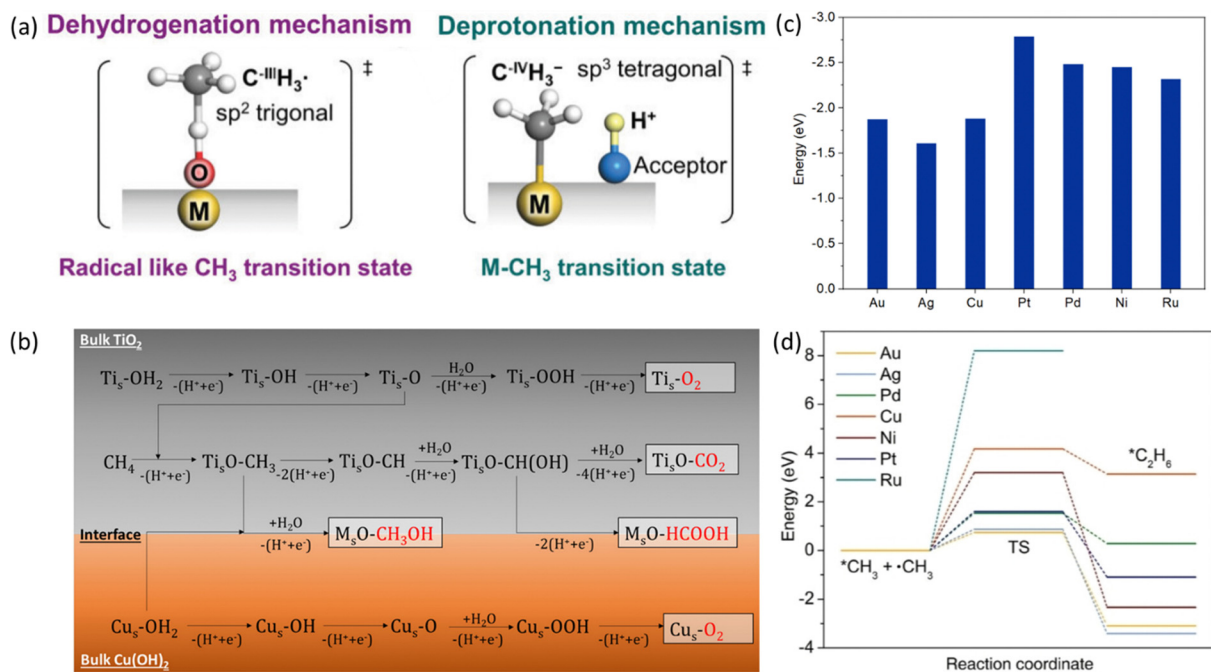 (a)
Dehydrogenation mechanism
Deprotonation mechanism
‡
‡
C⁻ᴵᴵᴵH₃·
sp² trigonal
C⁻ᴵⱽH₃⁻
sp³ tetragonal
H⁺
O
Acceptor
M
M
Radical like CH₃ transition state
M-CH₃ transition state
(b)
Bulk TiO₂
Tiₛ-OH₂ -(H⁺+e⁻) Tiₛ-OH -(H⁺+e⁻) Tiₛ-O H₂O -(H⁺+e⁻) Tiₛ-OOH -(H⁺+e⁻) Tiₛ-O₂
CH₄ -(H⁺+e⁻) TiₛO-CH₃ -2(H⁺+e⁻) TiₛO-CH +H₂O -(H⁺+e⁻) TiₛO-CH(OH) +H₂O -4(H⁺+e⁻) TiₛO-CO₂
Interface
+H₂O -(H⁺+e⁻) MₛO-CH₃OH -2(H⁺+e⁻) MₛO-HCOOH
Cuₛ-OH₂ -(H⁺+e⁻) Cuₛ-OH -(H⁺+e⁻) Cuₛ-O +H₂O -(H⁺+e⁻) Cuₛ-OOH -(H⁺+e⁻) Cuₛ-O₂
Bulk Cu(OH)₂
(c)
Energy (eV)
-3.0
-2.5
-2.0
-1.5
-1.0
-0.5
0.0
Au Ag Cu Pt Pd Ni Ru
(d)
Energy (eV)
8
6
4
2
0
-2
-4
Au
Ag
Pd
Cu
Ni
Pt
Ru
*C₂H₆
*CH₃ + ·CH₃
TS
Reaction coordinate